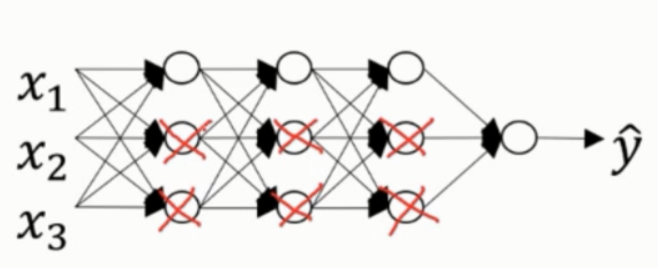 x₁
x₂
x₃
ŷ